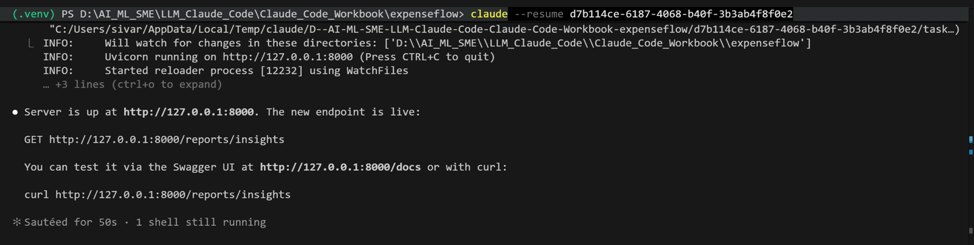 (.venv) PS D:\AI_ML_SME\LLM_Claude_Code\Claude_Code_Workbook\expenseflow> claude --resume d7b114ce-6187-4068-b40f-3b3ab4f8f0e2
"C:/Users/sivar/AppData/Local/Temp/claude/D--AI-ML-SME-LLM-Claude-Code-Claude-Code-Workbook-expenseflow/d7b114ce-6187-4068-b40f-3b3ab4f8f0e2/task…)
INFO: Will watch for changes in these directories: ['D:\\AI_ML_SME\\LLM_Claude_Code\\Claude_Code_Workbook\\expenseflow']
INFO: Uvicorn running on http://127.0.0.1:8000 (Press CTRL+C to quit)
INFO: Started reloader process [12232] using WatchFiles
… +3 lines (ctrl+o to expand)
● Server is up at http://127.0.0.1:8000. The new endpoint is live:
GET http://127.0.0.1:8000/reports/insights
You can test it via the Swagger UI at http://127.0.0.1:8000/docs or with curl:
curl http://127.0.0.1:8000/reports/insights
✻ Sautéed for 50s · 1 shell still running